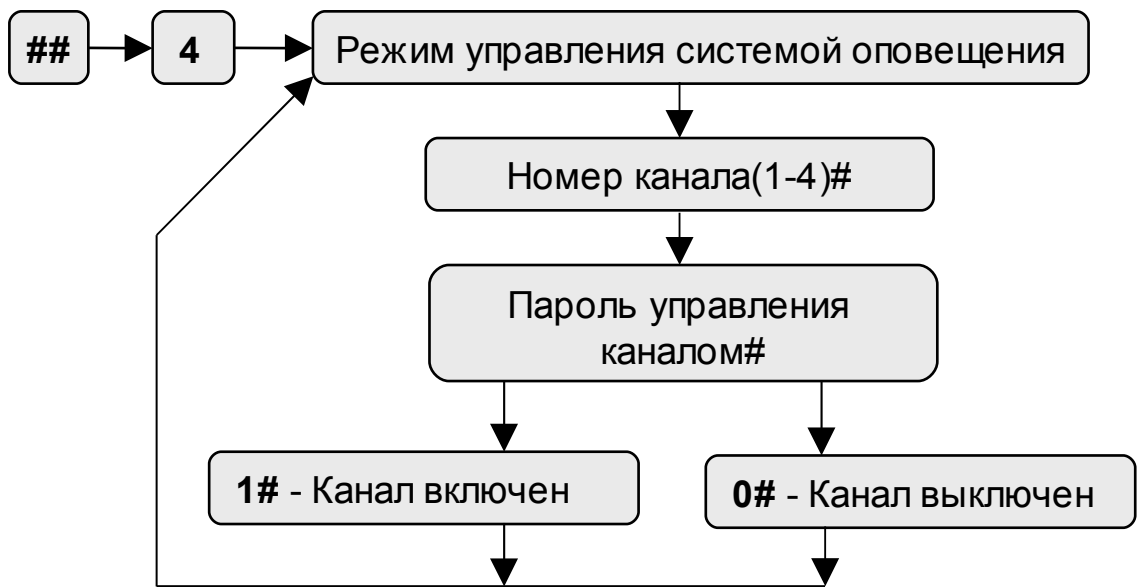 ##
4
Режим управления системой оповещения
Номер канала(1-4)#
Пароль управления
каналом#
1# - Канал включен
0# - Канал выключен